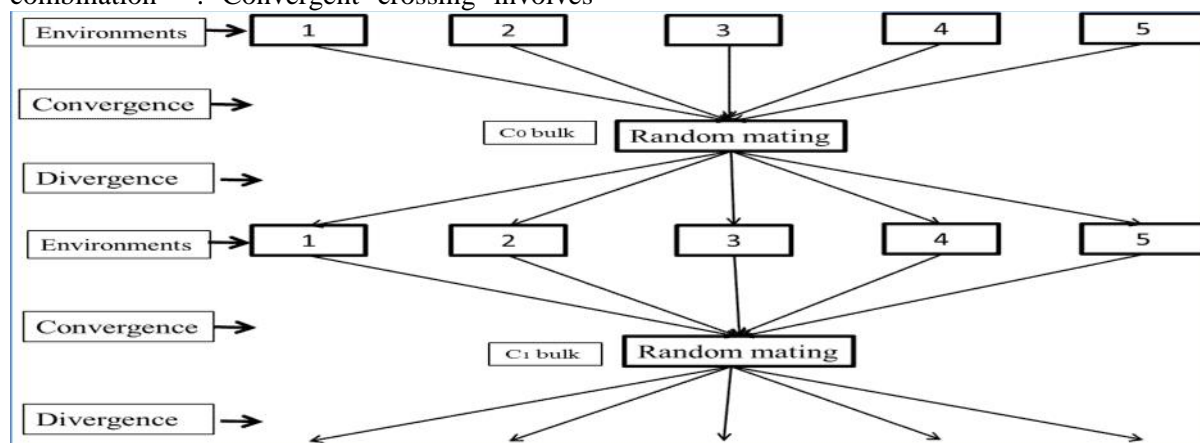 combination . Convergent crossing involves
Environments 1 2 3 4 5
Convergence
C0 bulk Random mating
Divergence
Environments 1 2 3 4 5
Convergence
C1 bulk Random mating
Divergence